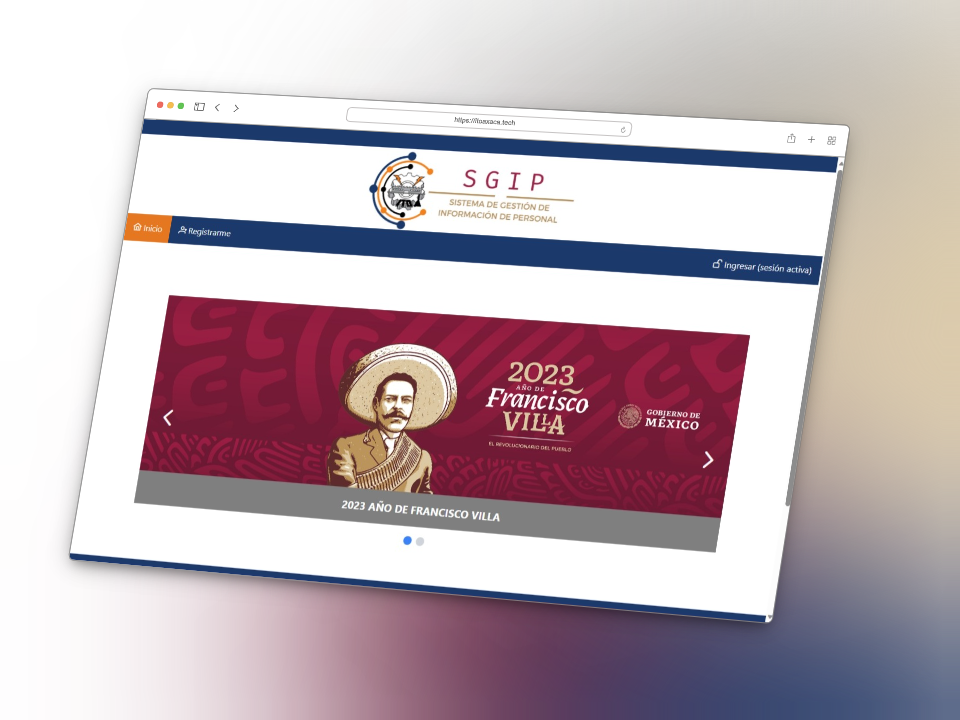 https://itoaxaca.tech
SGIP
SISTEMA DE GESTIÓN DE
INFORMACIÓN DE PERSONAL
Inicio
Registrarme
Ingresar (sesión activa)
2023
AÑO DE
Francisco
VILLA
EL REVOLUCIONARIO DEL PUEBLO
GOBIERNO DE
MÉXICO
2023 AÑO DE FRANCISCO VILLA